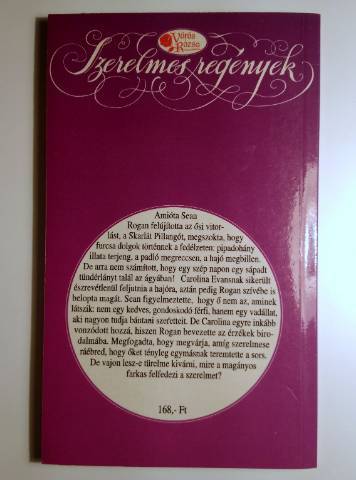 Vörös
Rózsa
Szerelmes regények
Amióta Sean
Rogan felújította az ősi vitor-
lást, a Skarlát Pillangót, megszokta, hogy
furcsa dolgok történnek a fedélzeten: pipadohány
illata terjeng, a padló megreccsen, a hajó megbillen.
De arra nem számított, hogy egy szép napon egy sápadt
tündérlányt talál az ágyában! Carolina Evansnak sikerült
észrevétlenül feljutnia a hajóra, aztán pedig Rogan szívébe is
belopta magát. Sean figyelmeztette, hogy ő nem az, aminek
látszik: nem egy kedves, gondoskodó férfi, hanem egy vadállat,
aki nagyon tudja bántani szeretteit. De Carolina egyre inkább
vonzódott hozzá, hiszen Rogan bevezette az érzékek biro-
dalmába. Megfogadta, hogy megvárja, amíg szerelmese
ráébred, hogy őket tényleg egymásnak teremtette a sors.
De vajon lesz-e türelme kivárni, mire a magányos
farkas felfedezi a szerelmet?
168,- Ft